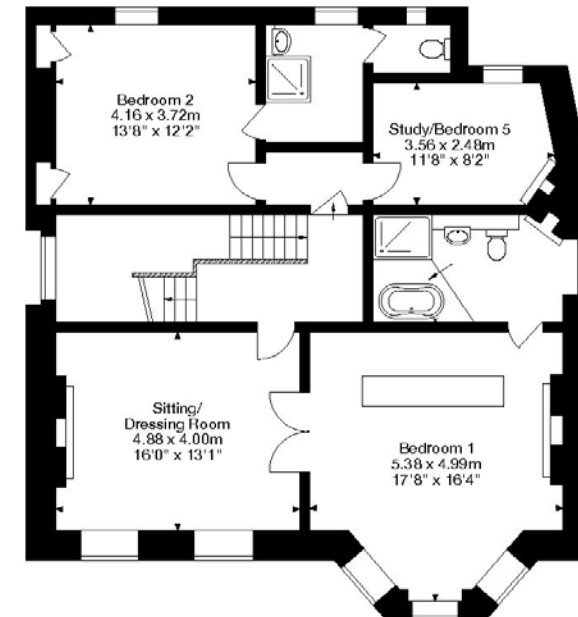 Bedroom 2
4.16 x 3.72m
13'8" x 12'2"
Study/Bedroom 5
3.56 x 2.48m
11'8" x 8'2"
Sitting/
Dressing Room
4.88 x 4.00m
16'0" x 13'1"
Bedroom 1
5.38 x 4.99m
17'8" x 16'4"